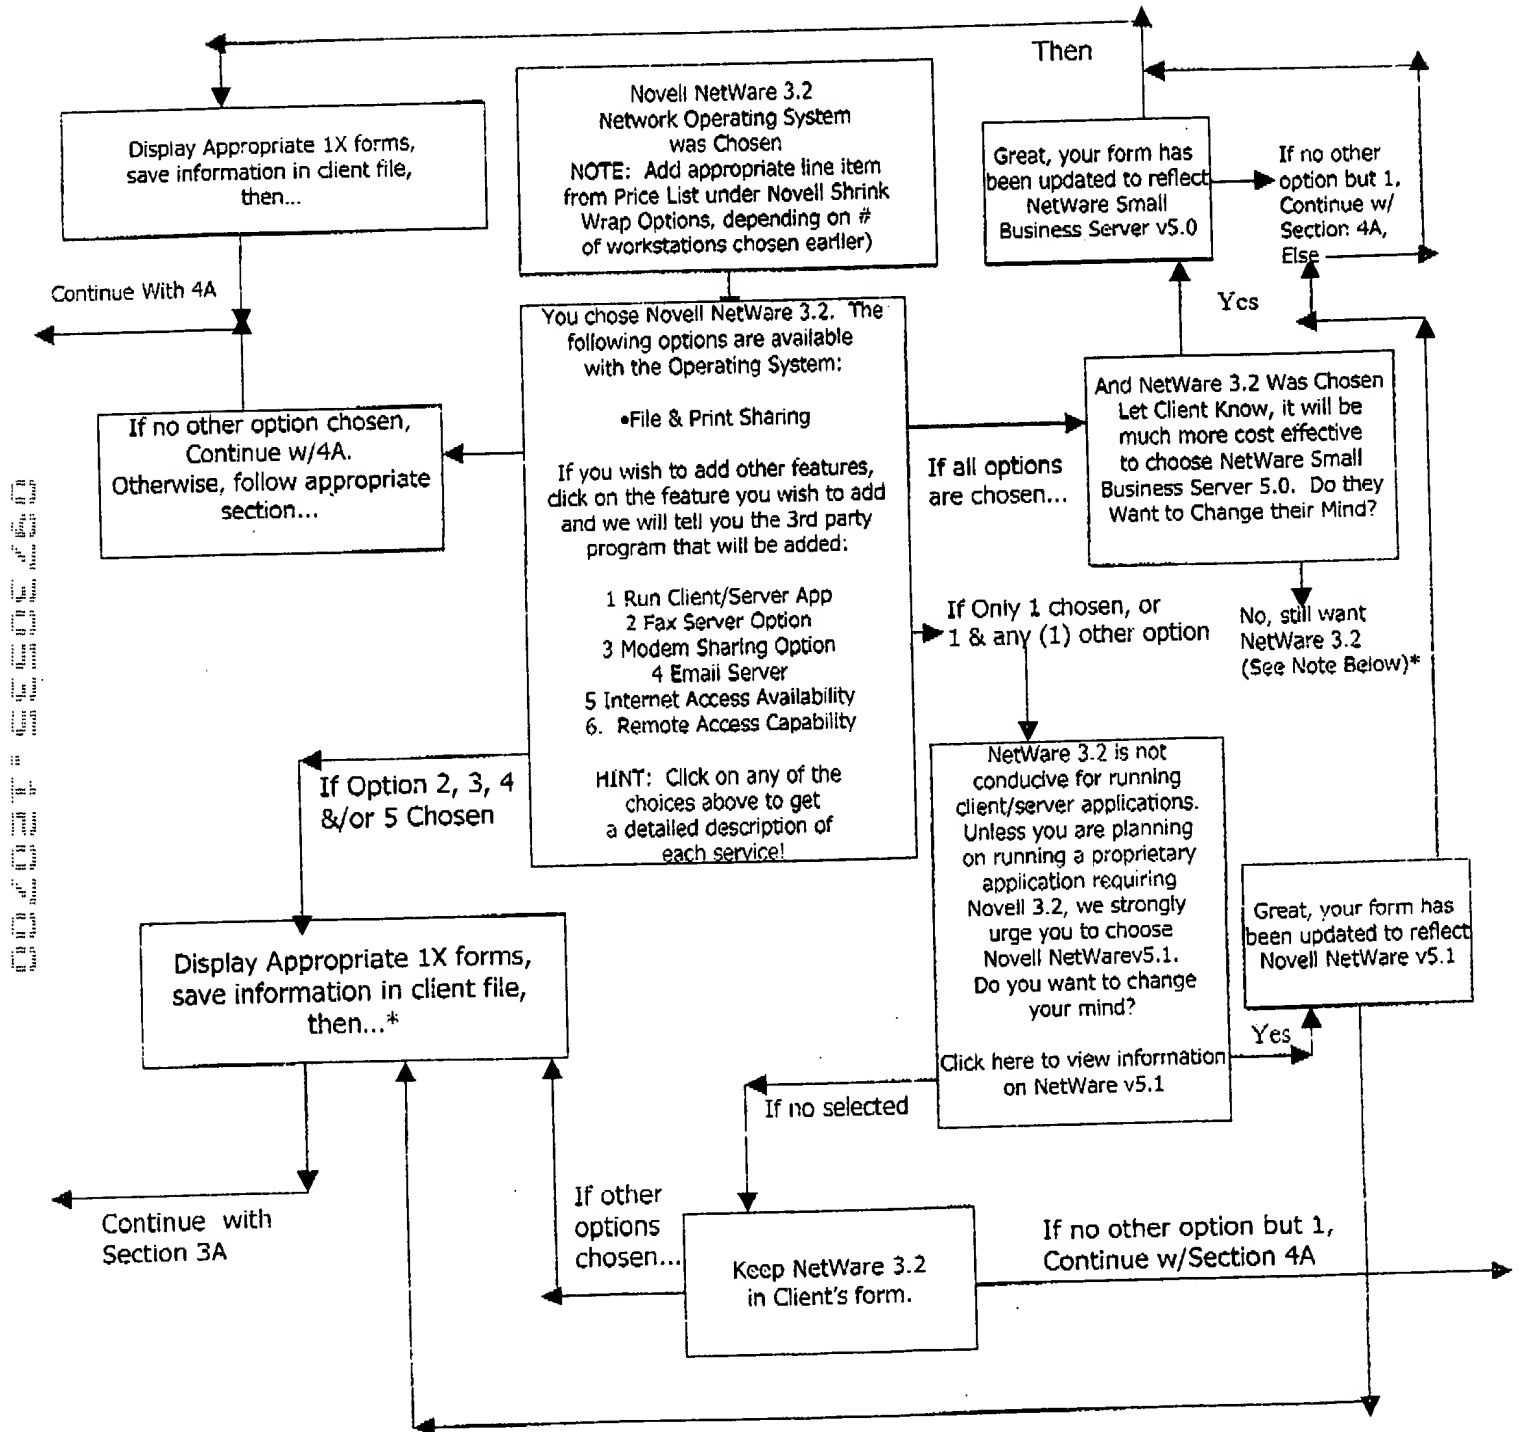 Then
Novell NetWare 3.2
Network Operating System
was Chosen
NOTE: Add appropriate line item
from Price List under Novell Shrink
Wrap Options, depending on #
of workstations chosen earlier)
Display Appropriate 1X forms,
save information in client file,
then...
Great, your form has
been updated to reflect
NetWare Small
Business Server v5.0
If no other
option but 1,
Continue w/
Section 4A,
Else
Continue With 4A
Yes
You chose Novell NetWare 3.2. The
following options are available
with the Operating System:
•File & Print Sharing
If you wish to add other features,
click on the feature you wish to add
and we will tell you the 3rd party
program that will be added:
1 Run Client/Server App
2 Fax Server Option
3 Modem Sharing Option
4 Email Server
5 Internet Access Availability
6. Remote Access Capability
HINT: Click on any of the
choices above to get
a detailed description of
each service!
And NetWare 3.2 Was Chosen
Let Client Know, it will be
much more cost effective
to choose NetWare Small
Business Server 5.0. Do they
Want to Change their Mind?
If no other option chosen,
Continue w/4A.
Otherwise, follow appropriate
section...
If all options
are chosen...
If Only 1 chosen, or
1 & any (1) other option
No, still want
NetWare 3.2
(See Note Below)*
If Option 2, 3, 4
&/or 5 Chosen
NetWare 3.2 is not
conducive for running
client/server applications.
Unless you are planning
on running a proprietary
application requiring
Novell 3.2, we strongly
urge you to choose
Novell NetWarev5.1.
Do you want to change
your mind?
Click here to view information
on NetWare v5.1
Great, your form has
been updated to reflect
Novell NetWare v5.1
Yes
Display Appropriate 1X forms,
save information in client file,
then...*
If no selected
Continue with
Section 3A
If other
options
chosen...
Keep NetWare 3.2
in Client's form.
If no other option but 1,
Continue w/Section 4A